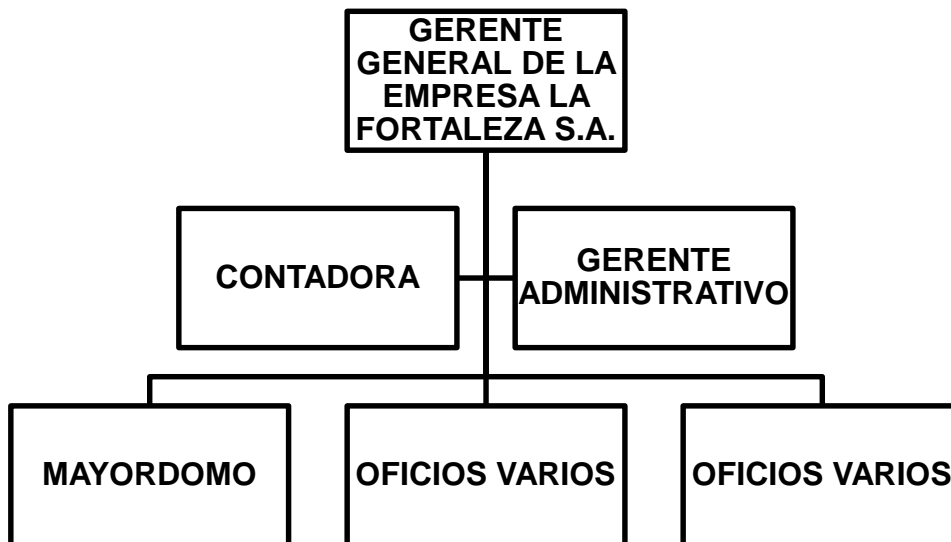 GERENTE
GENERAL DE LA
EMPRESA LA
FORTALEZA S.A.
CONTADORA
GERENTE
ADMINISTRATIVO
MAYORDOMO
OFICIOS VARIOS
OFICIOS VARIOS